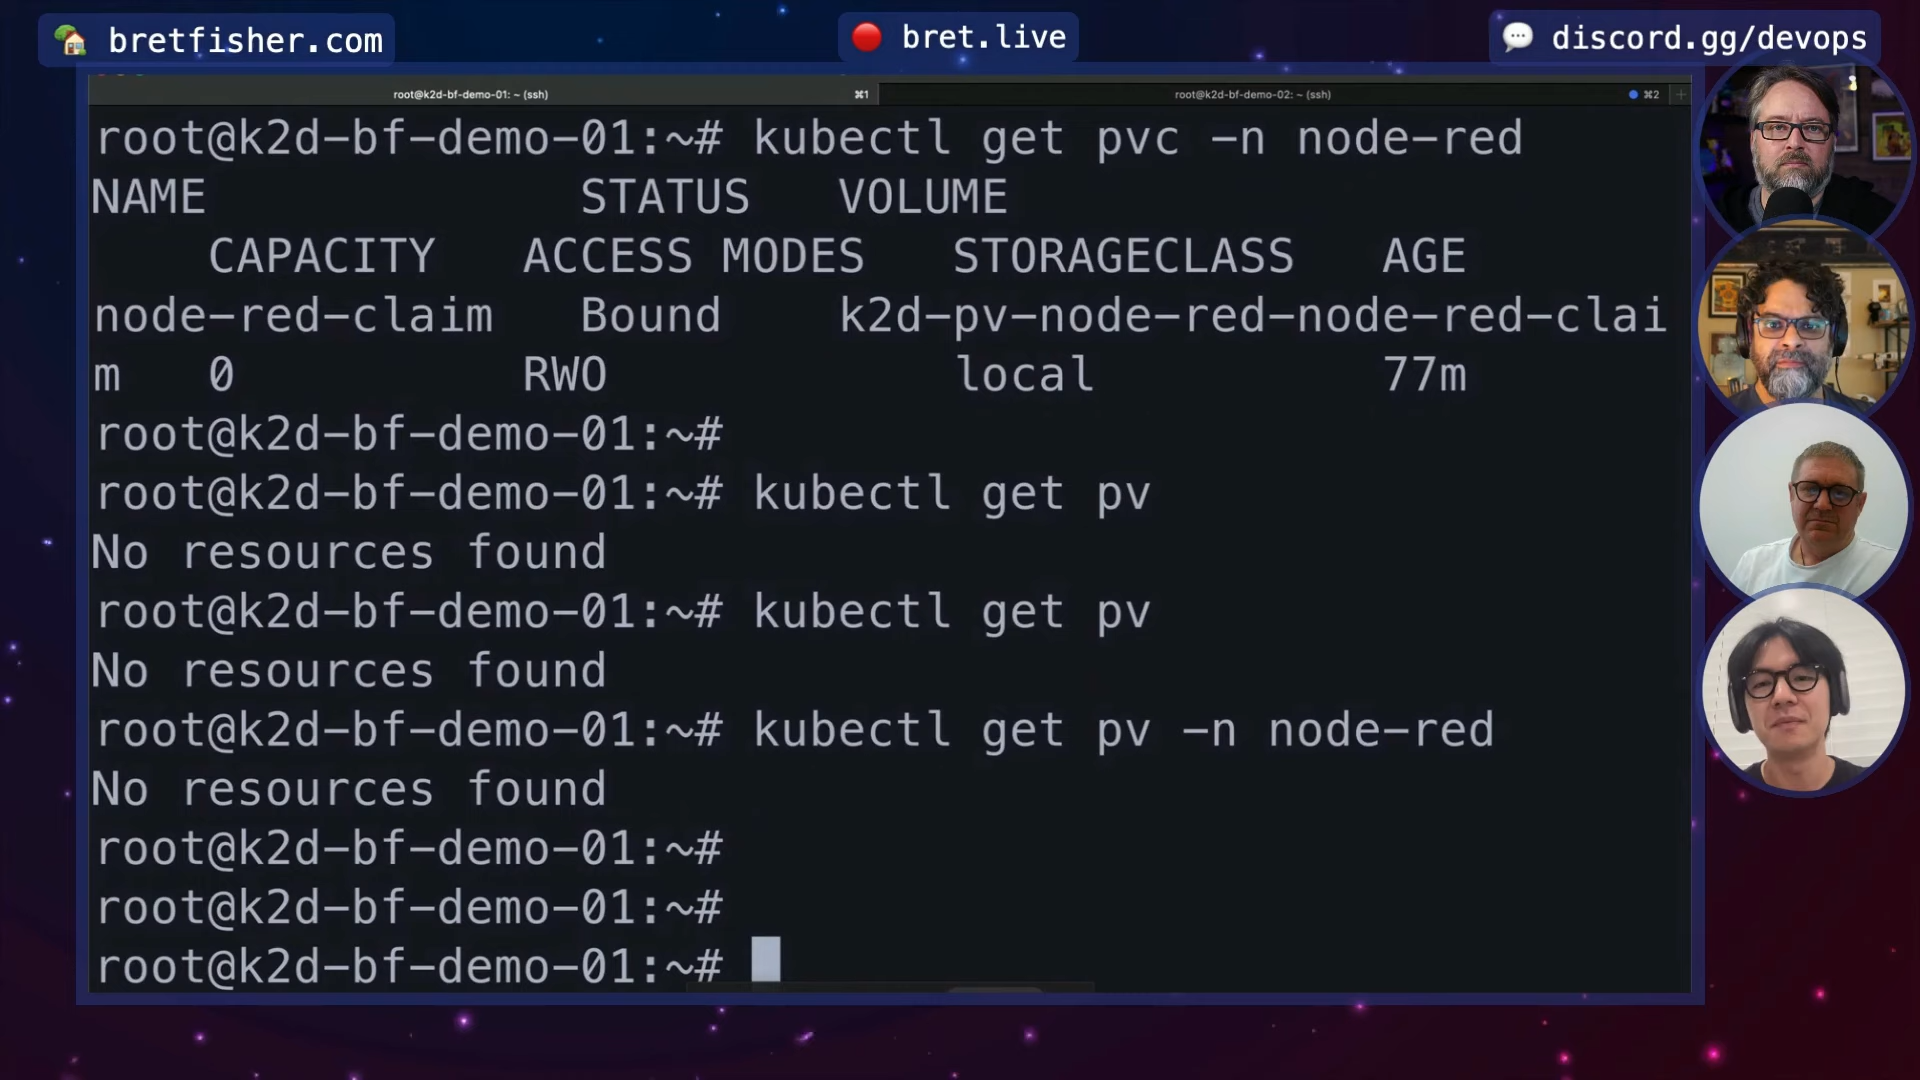 bretfisher.com
bret.live
discord.gg/devops
root@k2d-bf-demo-01: ~ (ssh)
⌘1
root@k2d-bf-demo-02: ~ (ssh)
⌘2
root@k2d-bf-demo-01:~# kubectl get pvc -n node-red
NAME STATUS VOLUME
CAPACITY ACCESS MODES STORAGECLASS AGE
node-red-claim Bound k2d-pv-node-red-node-red-clai
m 0 RWO local 77m
root@k2d-bf-demo-01:~#
root@k2d-bf-demo-01:~# kubectl get pv
No resources found
root@k2d-bf-demo-01:~# kubectl get pv
No resources found
root@k2d-bf-demo-01:~# kubectl get pv -n node-red
No resources found
root@k2d-bf-demo-01:~#
root@k2d-bf-demo-01:~#
root@k2d-bf-demo-01:~#